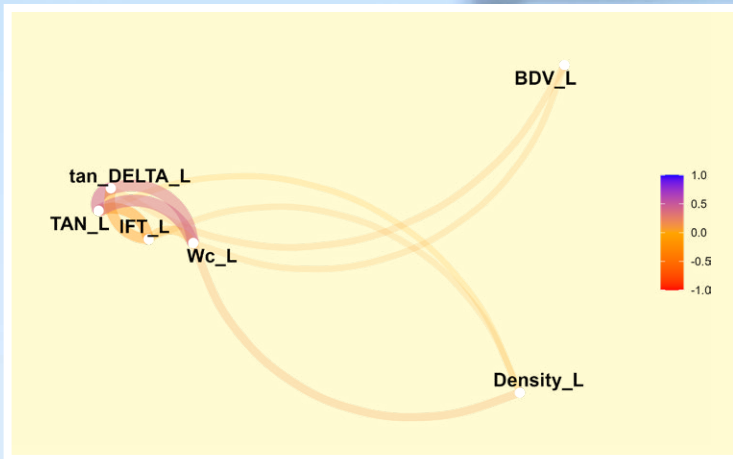 BDV_L
tan_DELTA_L
TAN_L
IFT_L
Wc_L
Density_L
1.0
0.5
0.0
-0.5
-1.0